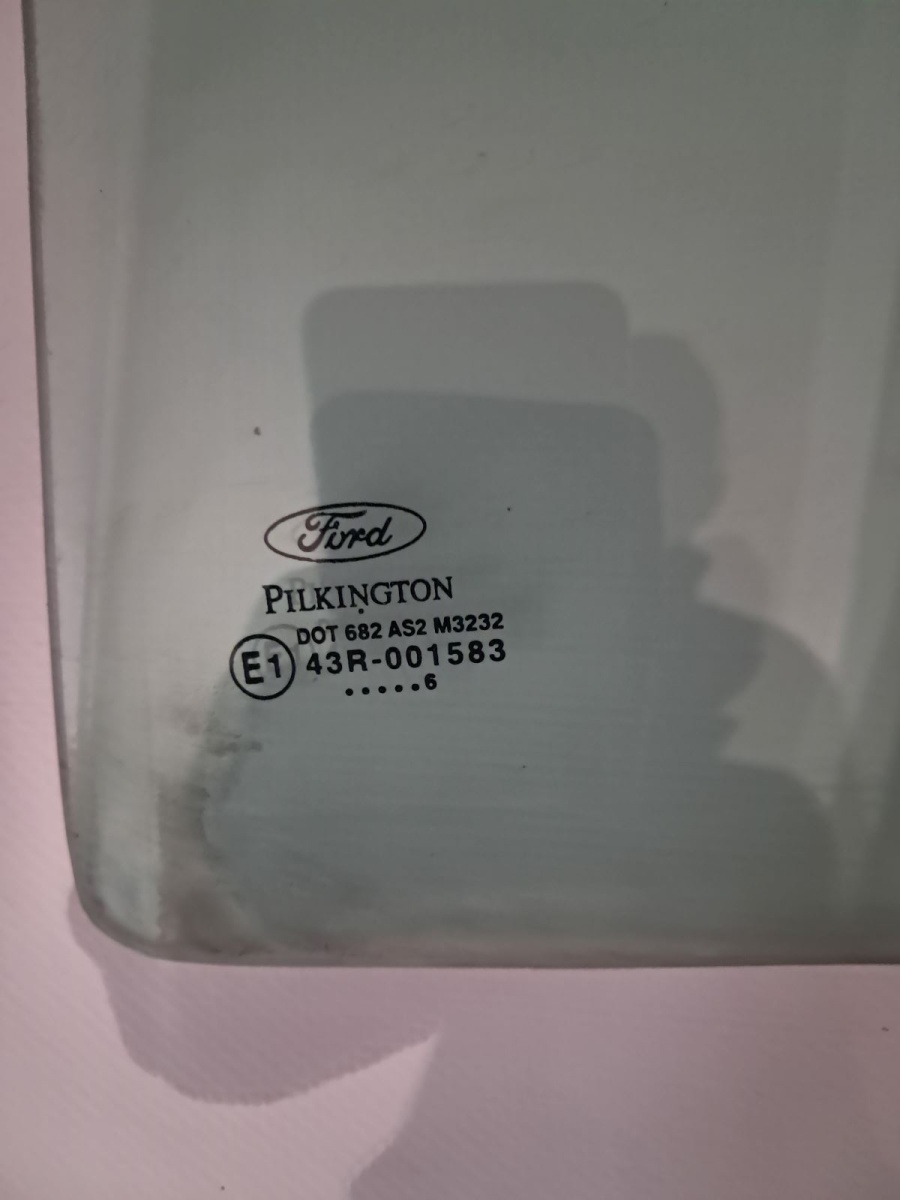 Ford
PILKINGTON
DOT 682 AS2 M3232
E1 43R-001583
.....6